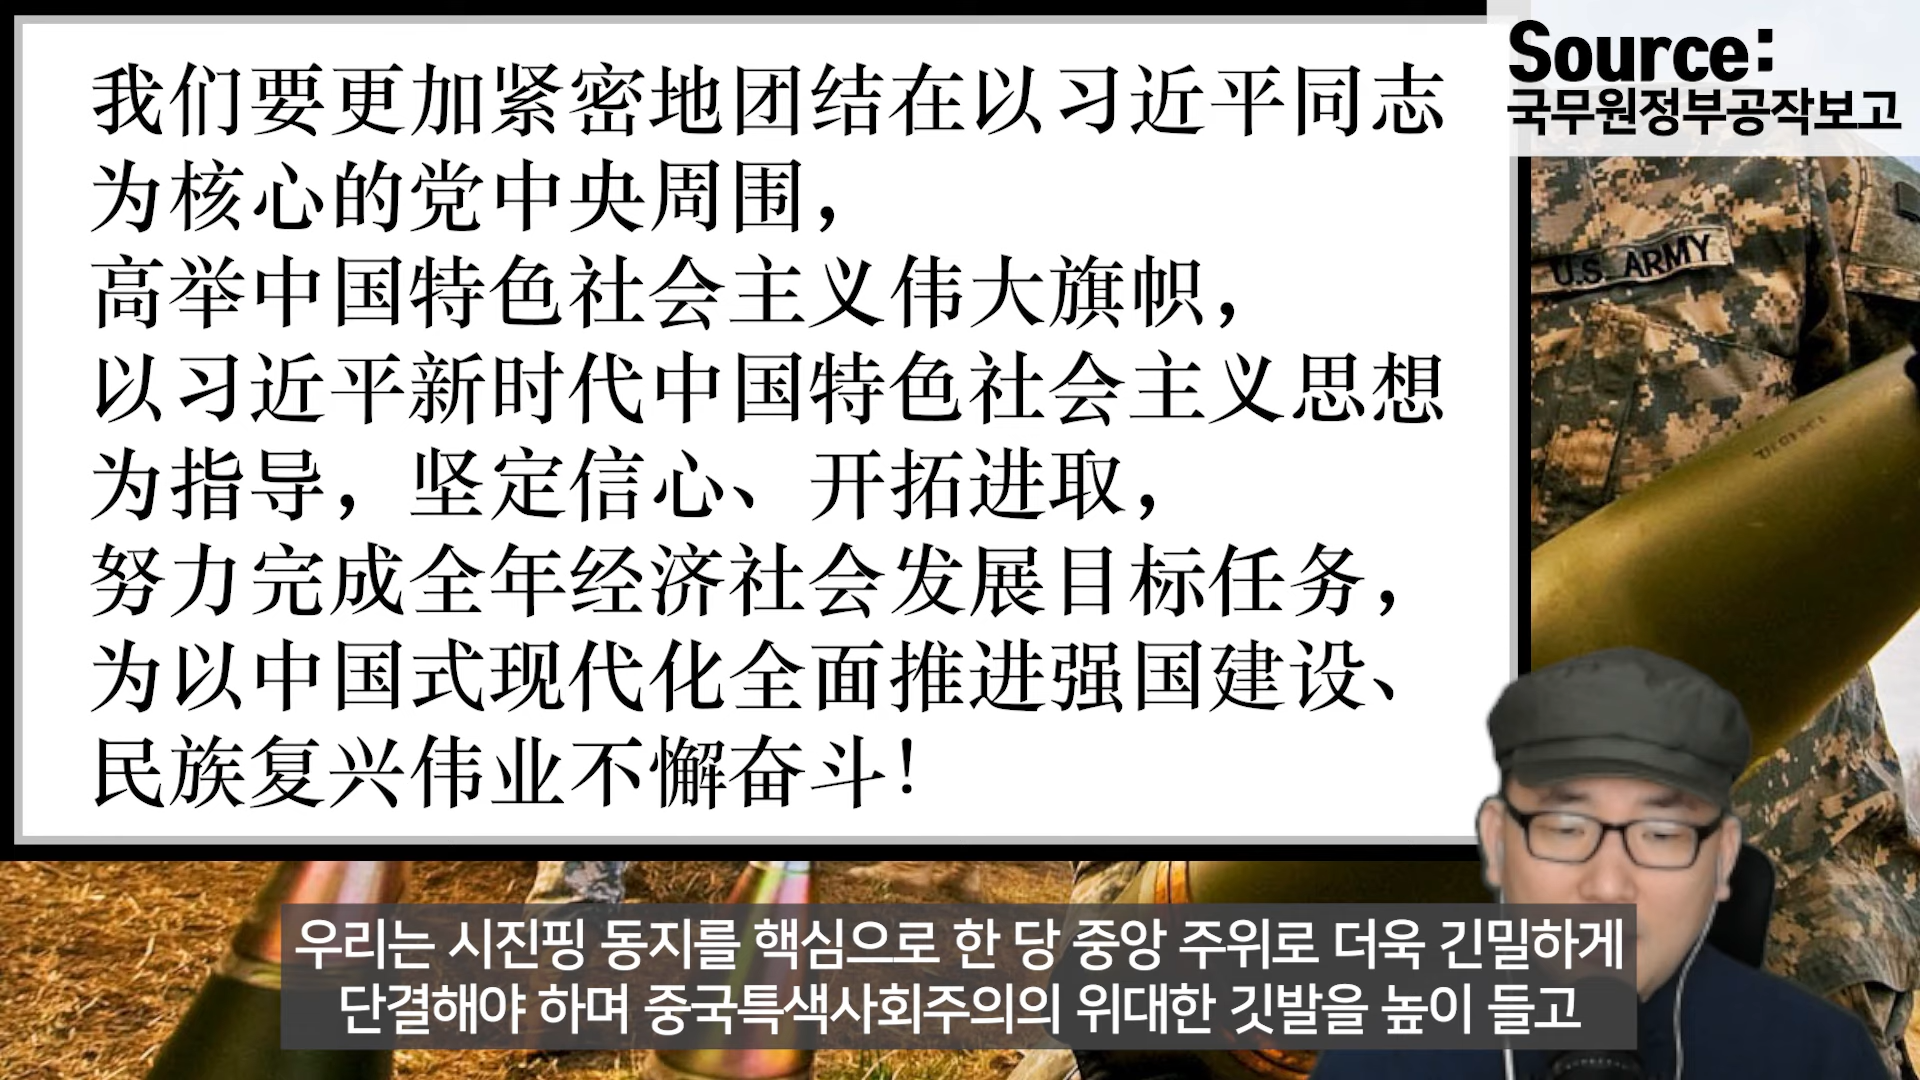 我们要更加紧密地团结在以习近平同志
为核心的党中央周围，
高举中国特色社会主义伟大旗帜，
以习近平新时代中国特色社会主义思想
为指导，坚定信心、开拓进取，
努力完成全年经济社会发展目标任务，
为以中国式现代化全面推进强国建设、
民族复兴伟业不懈奋斗！
Source:
국무원정부공작보고
U.S. ARMY
우리는 시진핑 동지를 핵심으로 한 당 중앙 주위로 더욱 긴밀하게
단결해야 하며 중국특색사회주의의 위대한 깃발을 높이 들고